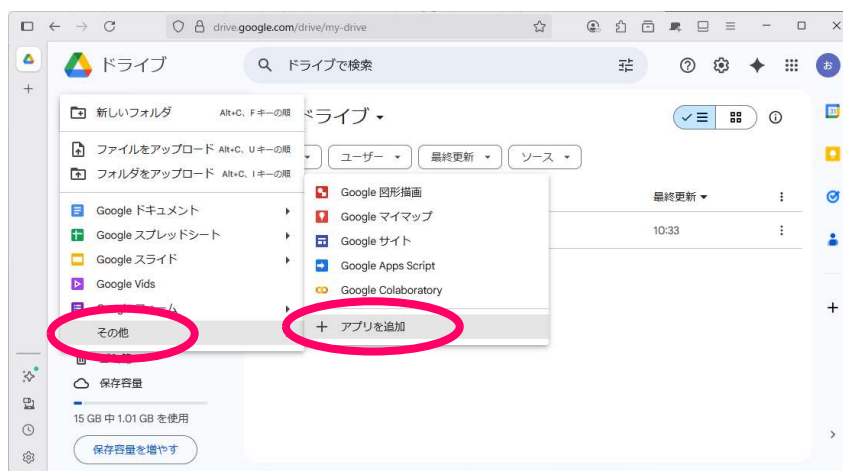 drive.google.com/drive/my-drive
ドライブ
ドライブで検索
お
新しいフォルダ Alt+C、F キーの順
ファイルをアップロード Alt+C、U キーの順
フォルダをアップロード Alt+C、I キーの順
Google ドキュメント
Google スプレッドシート
Google スライド
Google Vids
その他
ドライブ
ユーザー
最終更新
ソース
Google 図形描画
Google マイマップ
Google サイト
Google Apps Script
Google Colaboratory
アプリを追加
最終更新
10:33
31
保存容量
15 GB 中 1.01 GB を使用
保存容量を増やす